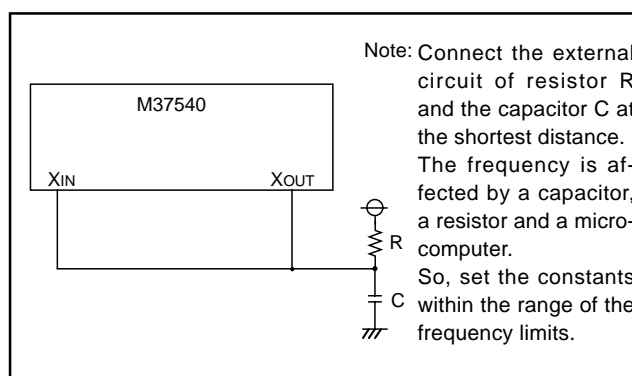 Note: Connect the external
circuit of resistor R
and the capacitor C at
the shortest distance.
The frequency is af-
fected by a capacitor,
a resistor and a micro-
computer.
So, set the constants
within the range of the
frequency limits.
M37540
XIN
XOUT
R
C